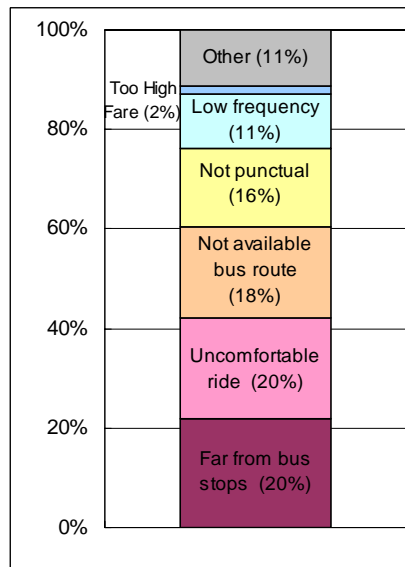 100%
80%
60%
40%
20%
0%
Other (11%)
Too High
Fare (2%)
Low frequency
(11%)
Not punctual
(16%)
Not available
bus route
(18%)
Uncomfortable
ride (20%)
Far from bus
stops (20%)